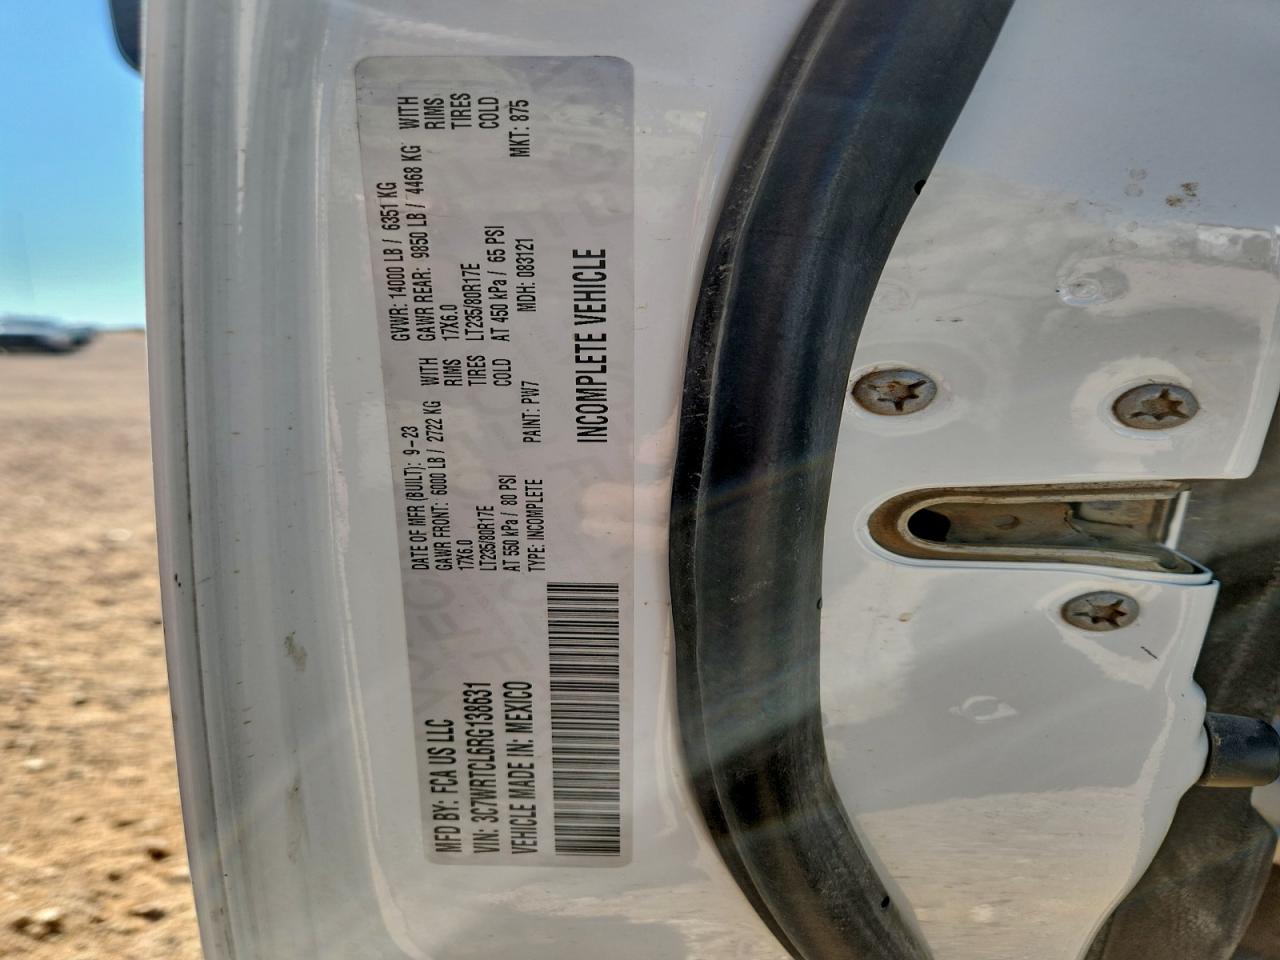 MFD BY: FCA US LLC
DATE OF MFR (BUILT): 9-23
GVWR: 14000 LB / 6351 KG
GAWR FRONT: 6000 LB / 2722 KG WITH
GAWR REAR: 9850 LB / 4468 KG WITH
17X6.0 RIMS
17X6.0 RIMS
LT235/80R17E TIRES
LT235/80R17E TIRES
AT 550 kPa / 80 PSI COLD
AT 450 kPa / 65 PSI COLD
VIN: 3C7WRTCL6RG138631
TYPE: INCOMPLETE
PAINT: PW7
MDH: 083121
MKT: 875
VEHICLE MADE IN: MEXICO
INCOMPLETE VEHICLE